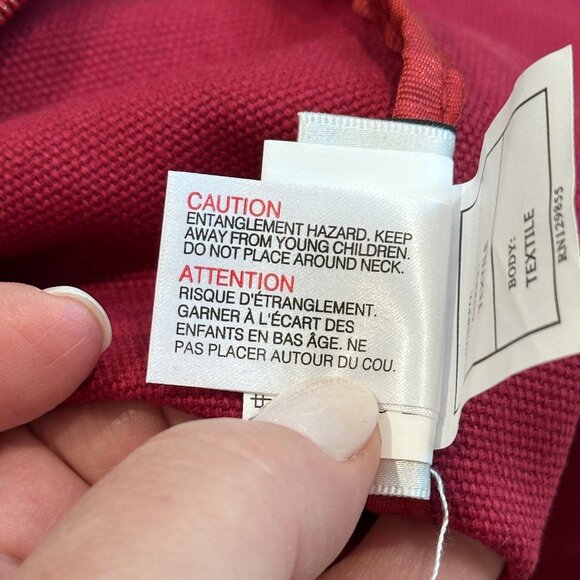 CAUTION
ENTANGLEMENT HAZARD. KEEP
AWAY FROM YOUNG CHILDREN.
DO NOT PLACE AROUND NECK.
ATTENTION
RISQUE D'ÉTRANGLEMENT.
GARNER À L'ÉCART DES
ENFANTS EN BAS ÂGE. NE
PAS PLACER AUTOUR DU COU.
BODY:
TEXTILE
RN129855
TEXTILE